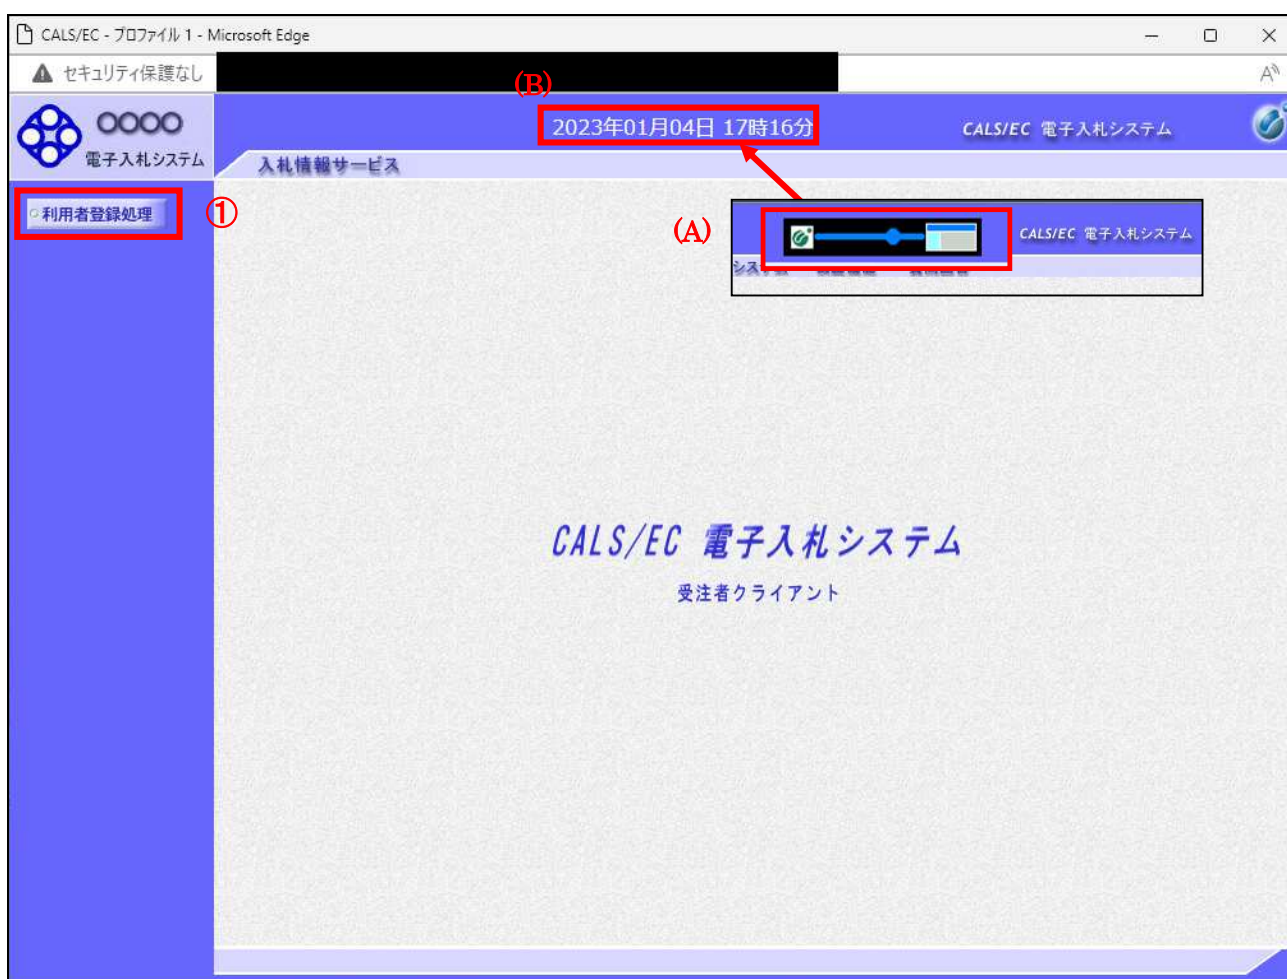 CALS/EC - プロファイル 1 - Microsoft Edge
セキュリティ保護なし
(B)
〇〇〇〇
電子入札システム
2023年01月04日 17時16分
CALS/EC 電子入札システム
入札情報サービス
利用者登録処理
①
(A)
CALS/EC 電子入札システム
CALS/EC 電子入札システム
受注者クライアント